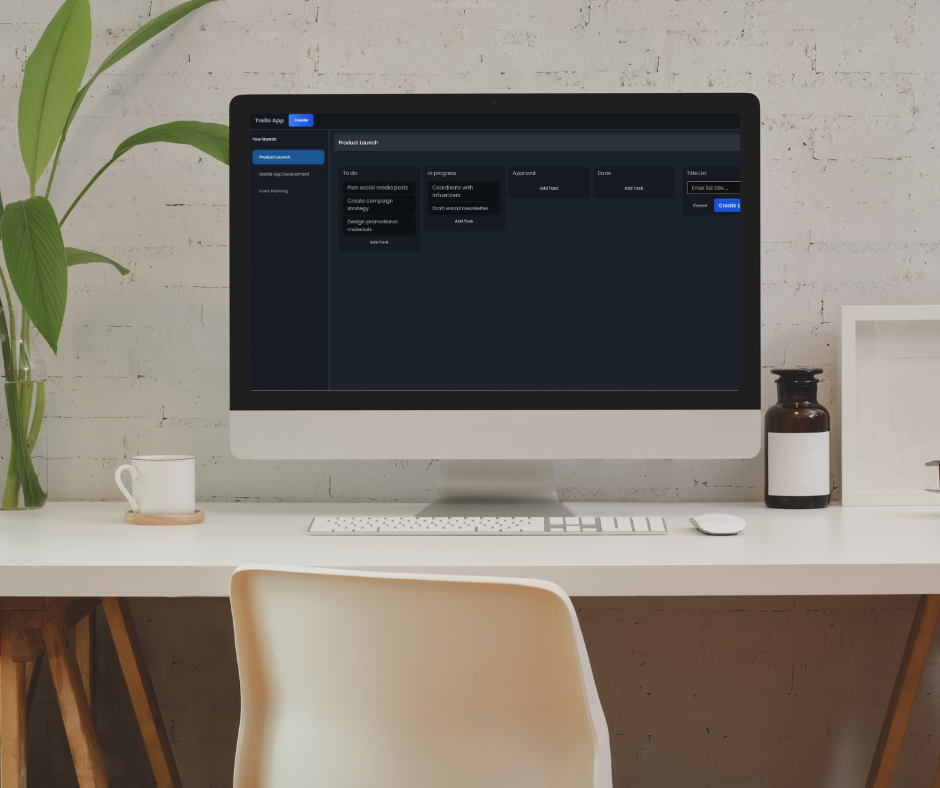 Trello App
Create
Your Boards
Product Launch
Mobile App Development
Event Planning
Product Launch
To do
Plan social media posts
Create campaign
strategy
Design promotional
materials
Add Task
In progress
Coordinate with
influencers
Draft email newsletter
Add Task
Approval
Add Task
Done
Add Task
Title List
Enter list title ...
Cancel
Create L